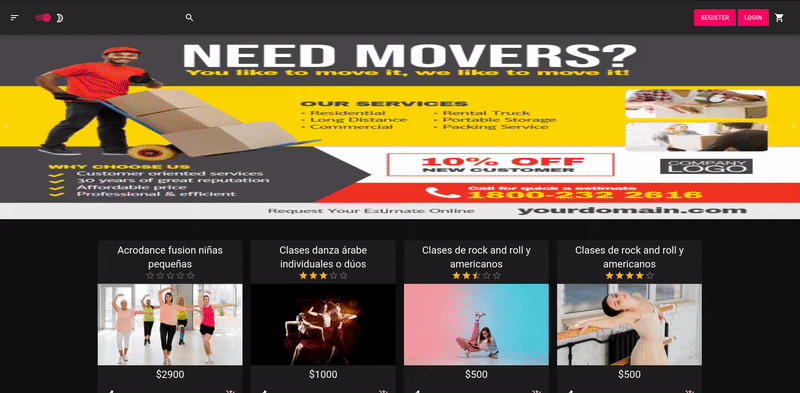 REGISTER
LOGIN
NEED MOVERS?
You like to move it, we like to move it!
OUR SERVICES
• Residential
• Long Distance
• Commercial
• Rental Truck
• Portable Storage
• Packing Service
WHY CHOOSE US
Customer oriented services
30 years of great reputation
Affordable price
Professional & efficient
10% OFF
NEW CUSTOMER
COMPANY
LOGO
Call for quick a estimate
1800-232 2616
Request Your Estimate Online
yourdomain.com
Acrodance fusion niñas
pequeñas
$2900
Clases danza árabe
individuales o dúos
$1000
Clases de rock and roll y
americanos
$500
Clases de rock and roll y
americanos
$500